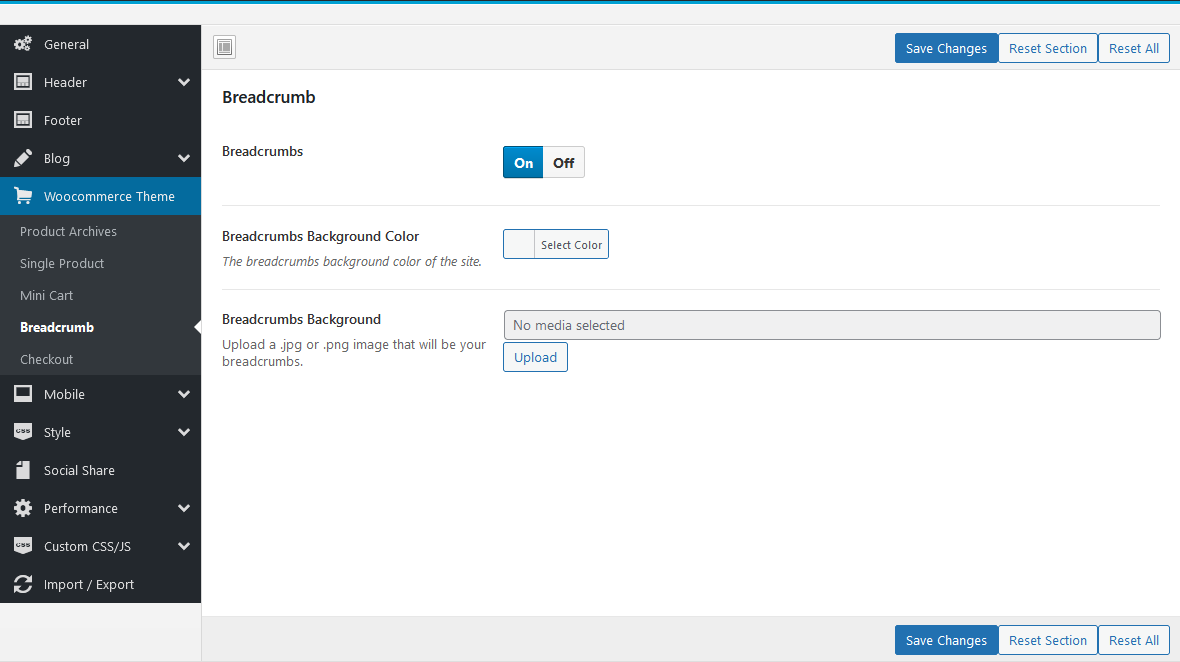 General
Header
Footer
Blog
Woocommerce Theme
Product Archives
Single Product
Mini Cart
Breadcrumb
Checkout
Mobile
css
Style
Social Share
Performance
css
Custom CSS/JS
Import / Export
Save Changes
Reset Section
Reset All
Breadcrumb
Breadcrumbs
On
Off
Breadcrumbs Background Color
The breadcrumbs background color of the site.
Select Color
Breadcrumbs Background
Upload a .jpg or .png image that will be your
breadcrumbs.
No media selected
Upload
Save Changes
Reset Section
Reset All